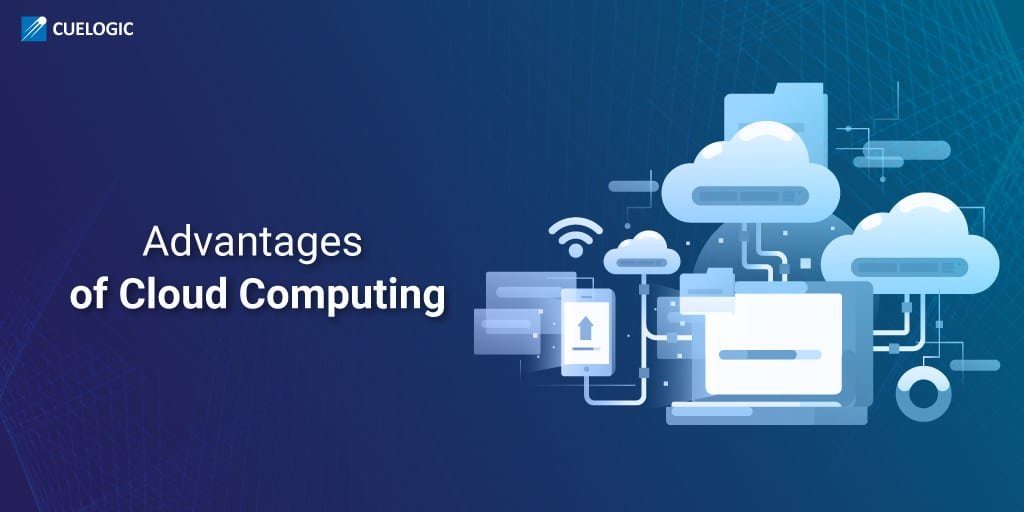 CUELOGIC
Advantages
of Cloud Computing